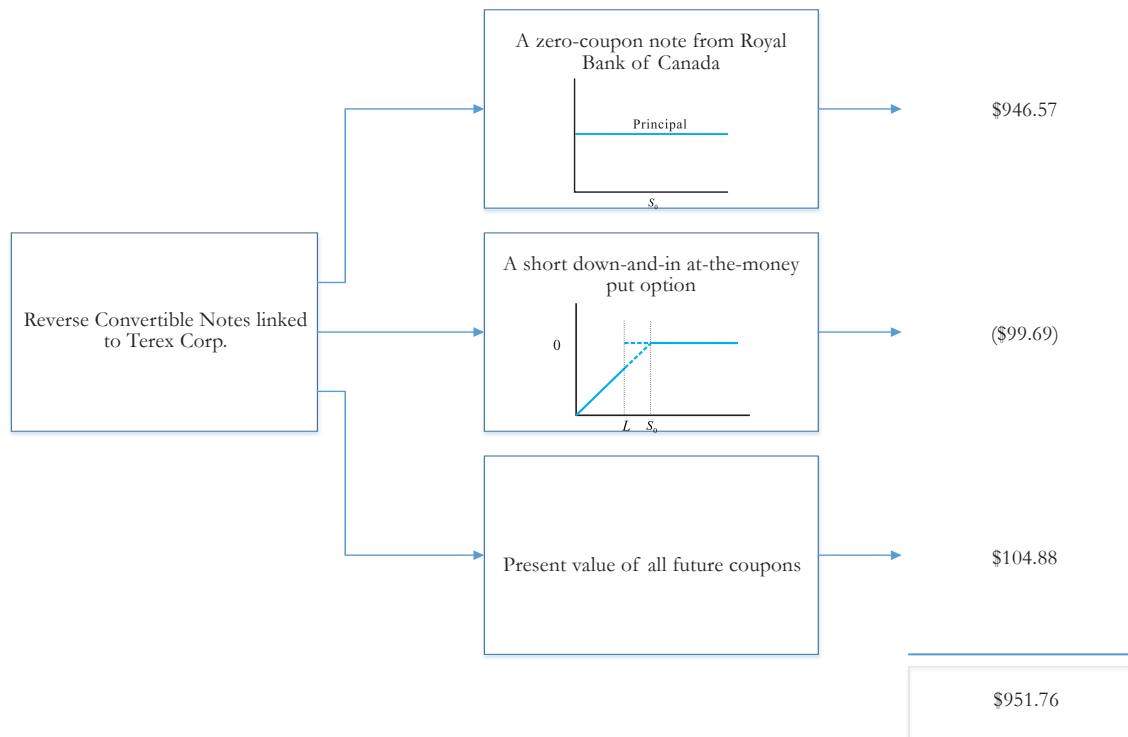 A zero-coupon note from Royal
Bank of Canada
Principal
S₀
$946.57
Reverse Convertible Notes linked
to Terex Corp.
A short down-and-in at-the-money
put option
0
L
S₀
($99.69)
Present value of all future coupons
$104.88
$951.76